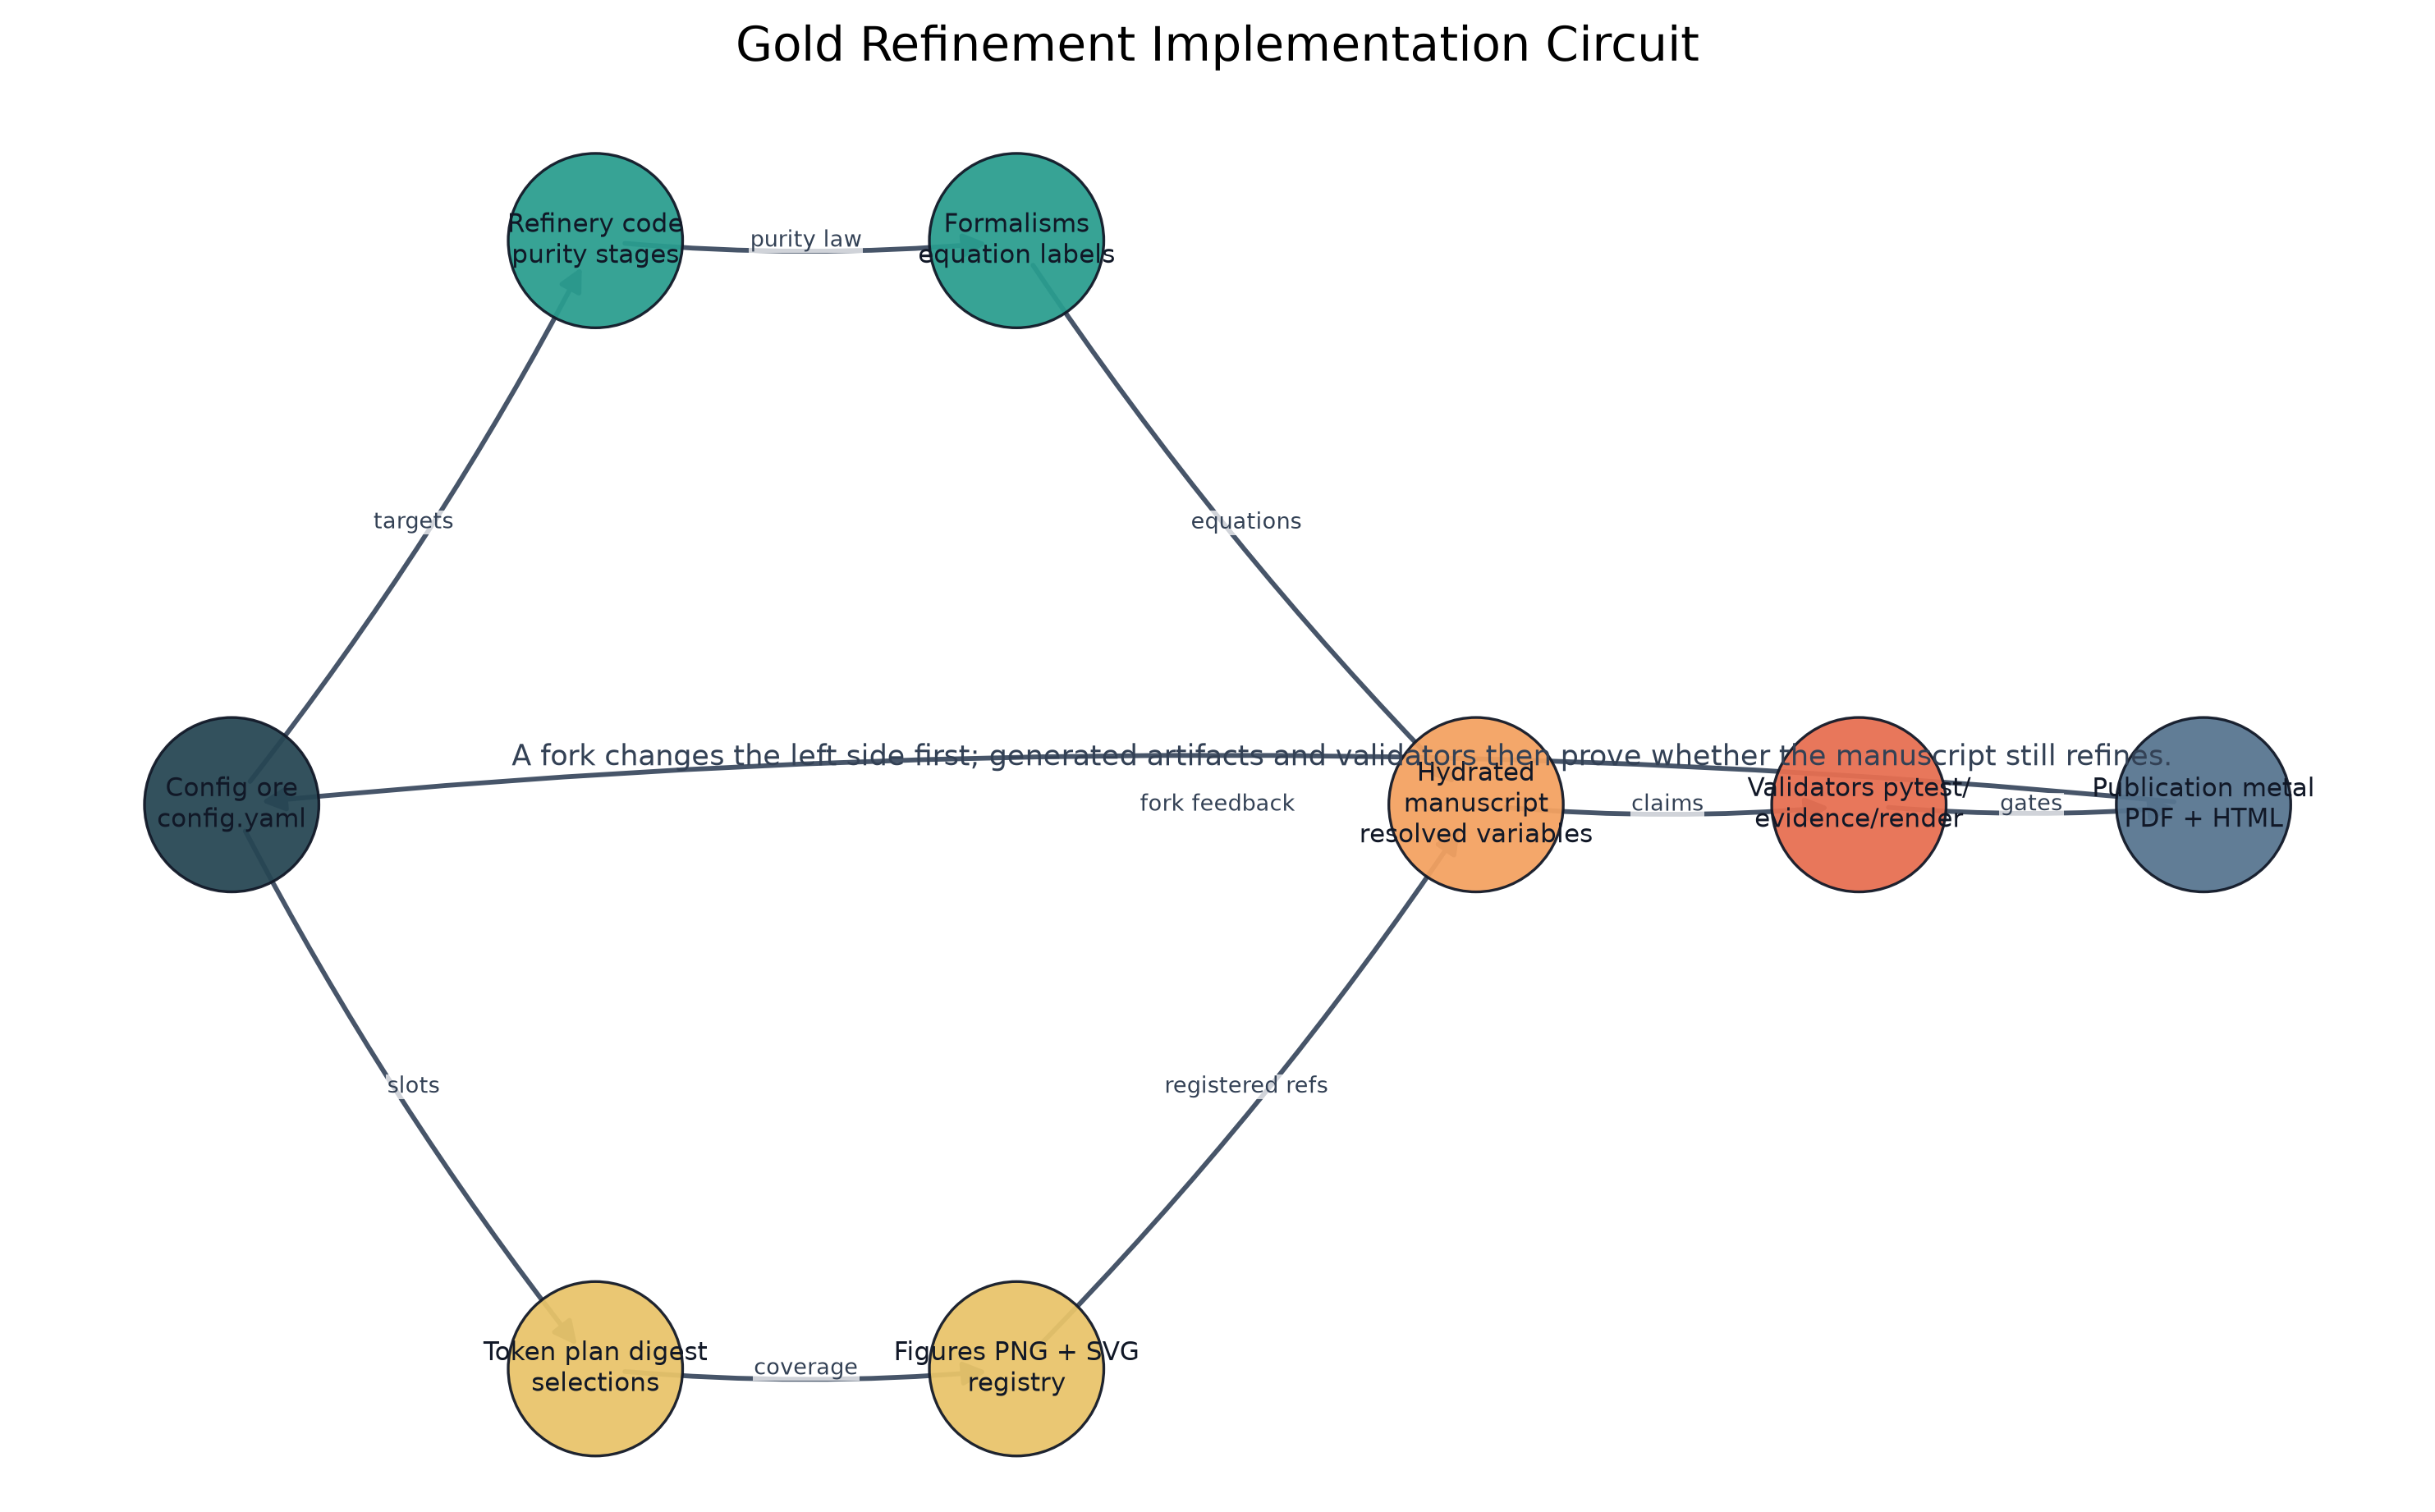 Gold Refinement Implementation Circuit
Refinery code
purity stages
purity law
Formalisms
equation labels
targets
equations
A fork changes the left side first; generated artifacts and validators then prove whether the manuscript still refines.
Config ore
config.yaml
fork feedback
Hydrated
manuscript
resolved variables
claims
Validators pytest/
evidence/render
gates
Publication metal
PDF + HTML
slots
registered refs
Token plan digest
selections
coverage
Figures PNG + SVG
registry